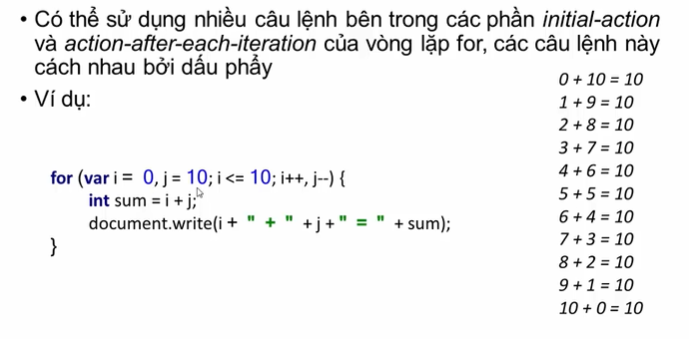 • Có thể sử dụng nhiều câu lệnh bên trong các phần initial-action
và action-after-each-iteration của vòng lặp for, các câu lệnh này
cách nhau bởi dấu phẩy
• Ví dụ:
for (var i = 0, j = 10; i <= 10; i++, j--) {
int sum = i + j;
document.write(i + " + " + j + " = " + sum);
}
0 + 10 = 10
1 + 9 = 10
2 + 8 = 10
3 + 7 = 10
4 + 6 = 10
5 + 5 = 10
6 + 4 = 10
7 + 3 = 10
8 + 2 = 10
9 + 1 = 10
10 + 0 = 10